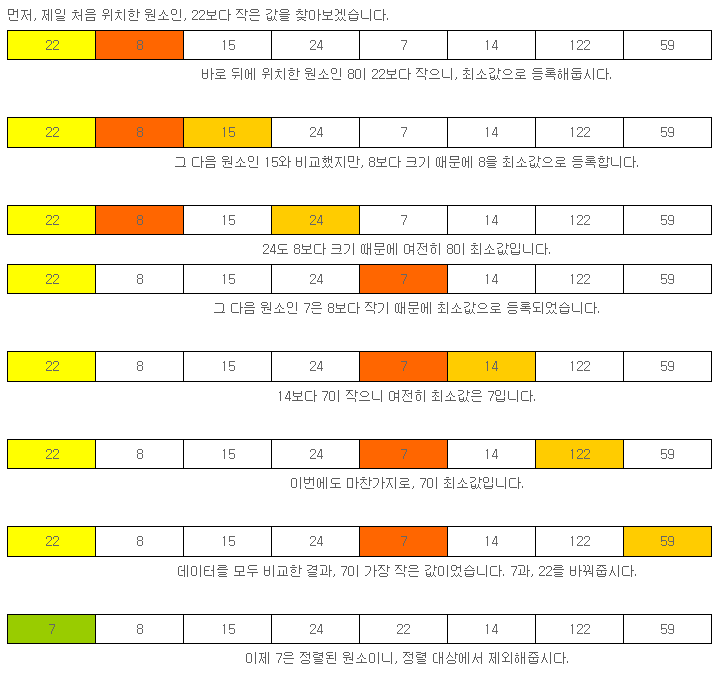 먼저, 제일 처음 위치한 원소인, 22보다 작은 값을 찾아보겠습니다.
22 8 15 24 7 14 122 59
바로 뒤에 위치한 원소인 8이 22보다 작으니, 최소값으로 등록해둡시다.
22 8 15 24 7 14 122 59
그 다음 원소인 15와 비교했지만, 8보다 크기 때문에 8을 최소값으로 등록합니다.
22 8 15 24 7 14 122 59
24도 8보다 크기 때문에 여전히 8이 최소값입니다.
22 8 15 24 7 14 122 59
그 다음 원소인 7은 8보다 작기 때문에 최소값으로 등록되었습니다.
22 8 15 24 7 14 122 59
14보다 7이 작으니 여전히 최소값은 7입니다.
22 8 15 24 7 14 122 59
이번에도 마찬가지로, 7이 최소값입니다.
22 8 15 24 7 14 122 59
데이터를 모두 비교한 결과, 7이 가장 작은 값이었습니다. 7과, 22를 바꿔줍시다.
7 8 15 24 22 14 122 59
이제 7은 정렬된 원소이니, 정렬 대상에서 제외해줍시다.